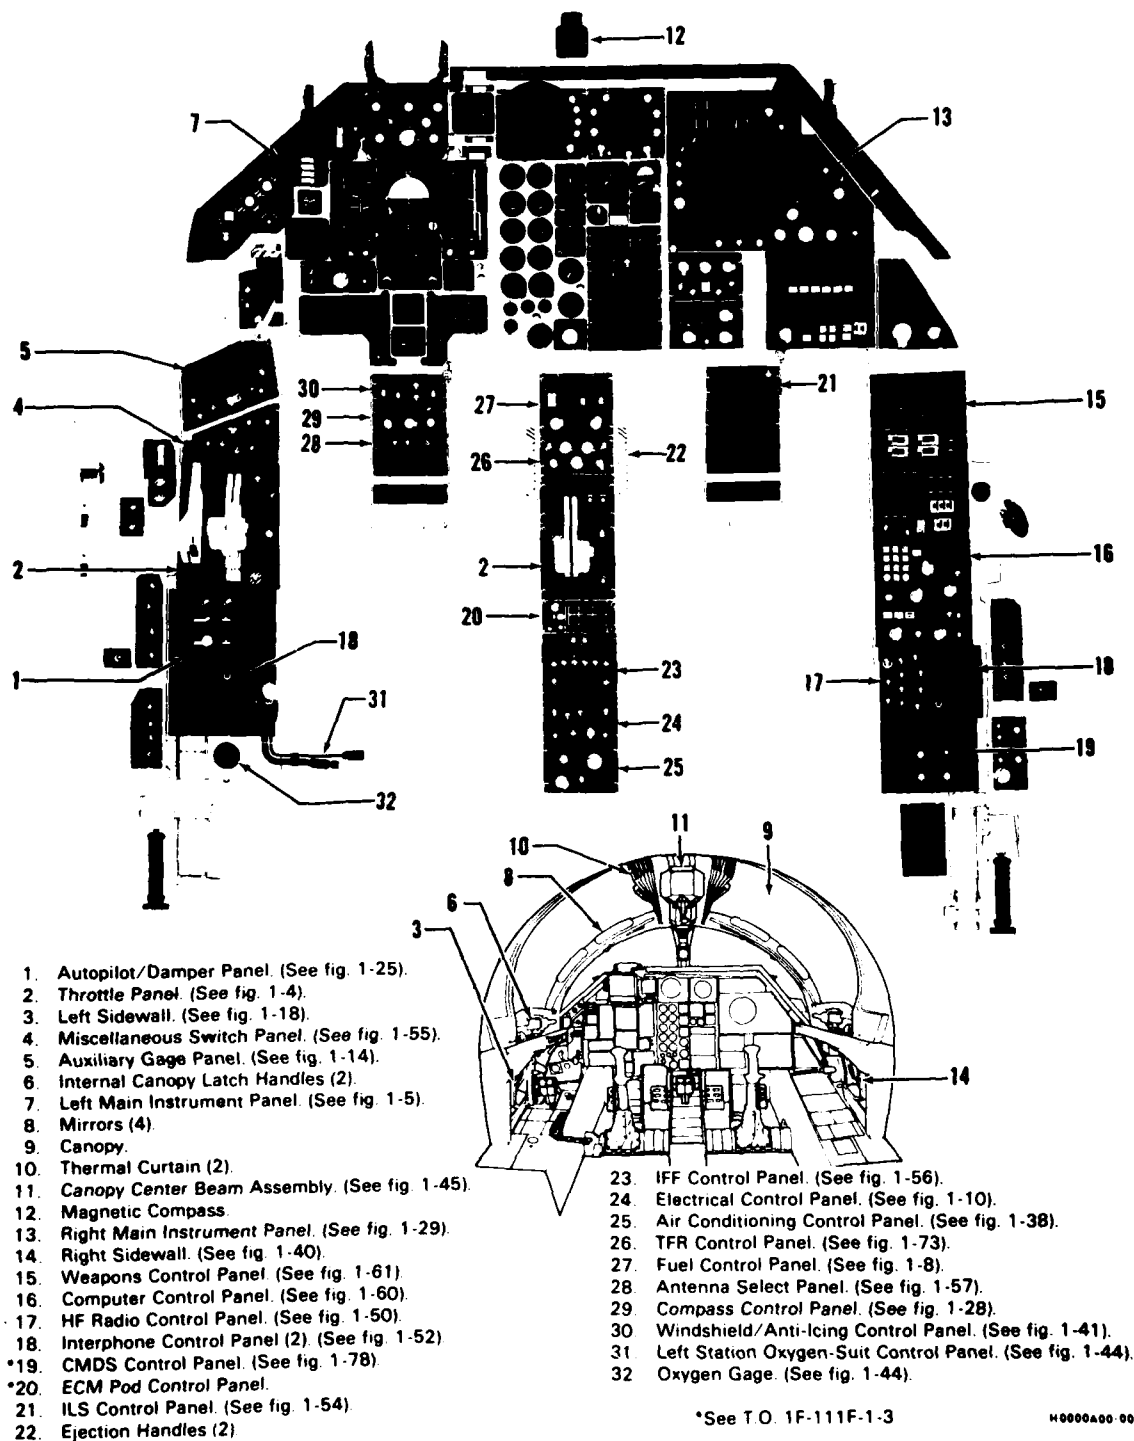 12
7
13
5
4
30
29
28
27
26
22
21
15
2
2
16
20
1
18
23
17
18
31
24
19
25
32
11
9
10
8
6
3
14
1. Autopilot/Damper Panel. (See fig. 1-25).
2. Throttle Panel. (See fig. 1-4).
3. Left Sidewall. (See fig. 1-18).
4. Miscellaneous Switch Panel. (See fig. 1-55).
5. Auxiliary Gage Panel. (See fig. 1-14).
6. Internal Canopy Latch Handles (2).
7. Left Main Instrument Panel. (See fig. 1-5).
8. Mirrors (4).
9. Canopy.
10. Thermal Curtain (2).
11. Canopy Center Beam Assembly. (See fig. 1-45).
12. Magnetic Compass.
13. Right Main Instrument Panel. (See fig. 1-29).
14. Right Sidewall. (See fig. 1-40).
15. Weapons Control Panel. (See fig. 1-61).
16. Computer Control Panel. (See fig. 1-60).
17. HF Radio Control Panel. (See fig. 1-50).
18. Interphone Control Panel (2). (See fig. 1-52)
*19. CMDS Control Panel. (See fig. 1-78).
*20. ECM Pod Control Panel.
21. ILS Control Panel. (See fig. 1-54).
22. Ejection Handles (2)
23. IFF Control Panel. (See fig. 1-56).
24. Electrical Control Panel. (See fig. 1-10).
25. Air Conditioning Control Panel. (See fig. 1-38).
26. TFR Control Panel. (See fig. 1-73).
27. Fuel Control Panel. (See fig. 1-8).
28. Antenna Select Panel. (See fig. 1-57).
29. Compass Control Panel. (See fig. 1-28).
30. Windshield/Anti-Icing Control Panel. (See fig. 1-41).
31. Left Station Oxygen-Suit Control Panel. (See fig. 1-44).
32. Oxygen Gage. (See fig. 1-44).
*See T.O. 1F-111F-1-3
H0000A00-00